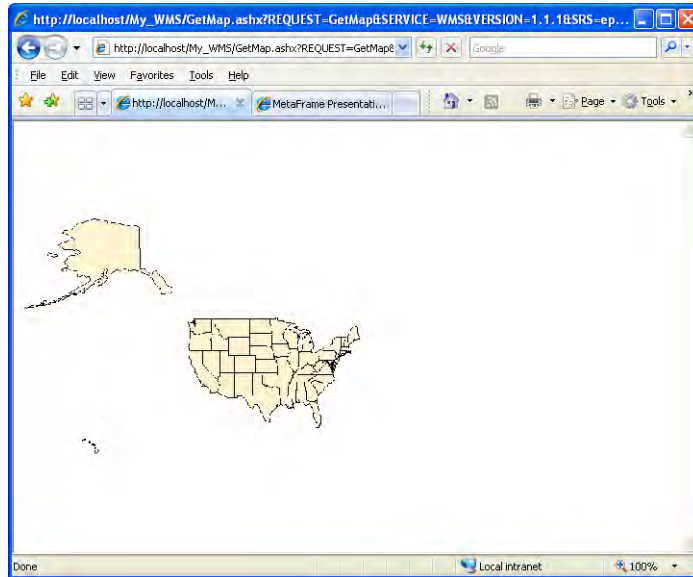 http://localhost/My_WMS/GetMap.ashx?REQUEST=GetMap&SERVICE=WMS&VERSION=1.1.1&SRS=ep...
http://localhost/My_WMS/GetMap.ashx?REQUEST=GetMap& Google
File Edit View Favorites Tools Help
http://localhost/M... MetaFrame Presentati... Page Tools
Done Local intranet 100%